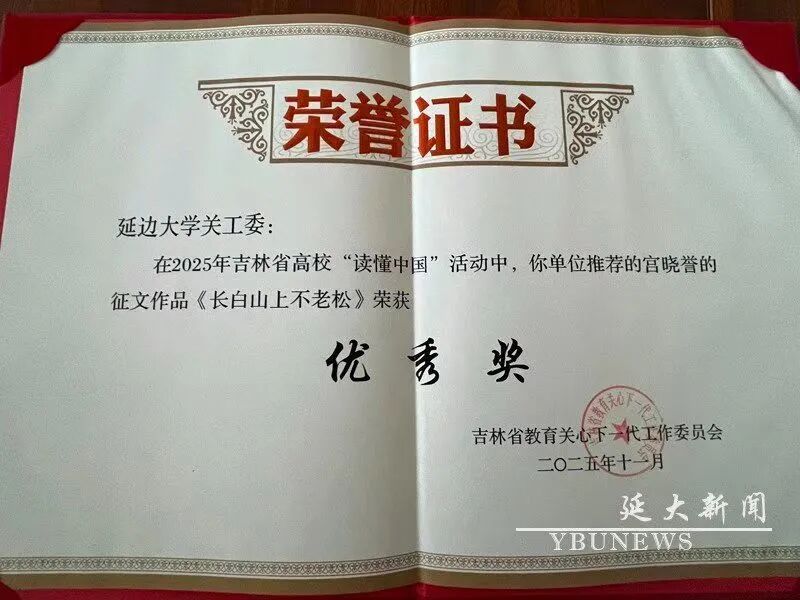 荣誉证书
延边大学关工委：
在2025年吉林省高校“读懂中国”活动中，你单位推荐的宫晓誉的
征文作品《长白山上不老松》荣获
优秀奖
吉林省教育关心下一代工作委员会
二〇二五年十一月
延大新闻
YBUNEWS